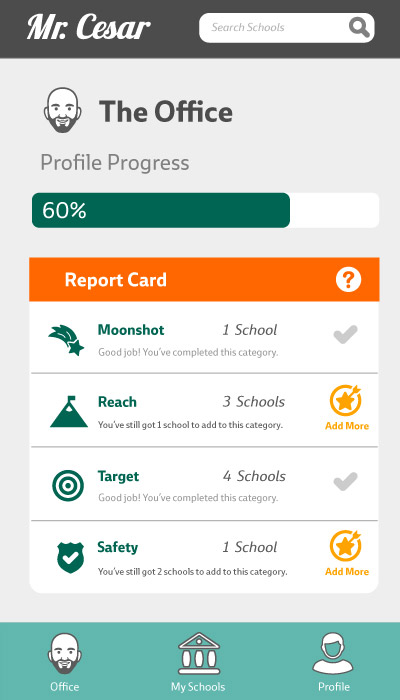 Mr. Cesar
Search Schools
The Office
Profile Progress
60%
Report Card ?
Moonshot 1 School
Good job! You've completed this category.
Reach 3 Schools
You've still got 1 school to add to this category. Add More
Target 4 Schools
Good job! You've completed this category.
Safety 1 School
You've still got 2 schools to add to this category. Add More
Office My Schools Profile